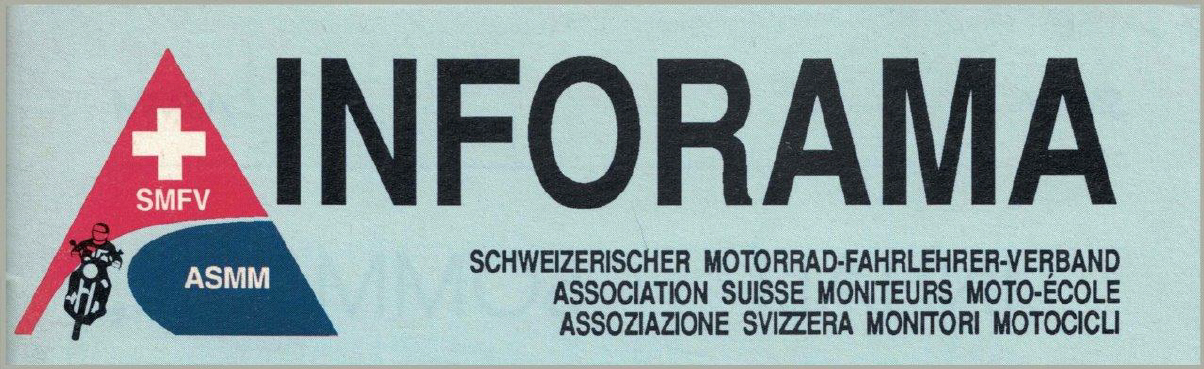 INFORAMA
SMFV
ASMM
SCHWEIZERISCHER MOTORRAD-FAHRLEHRER-VERBAND
ASSOCIATION SUISSE MONITEURS MOTO-ÉCOLE
ASSOZIAZIONE SVIZZERA MONITORI MOTOCICLI